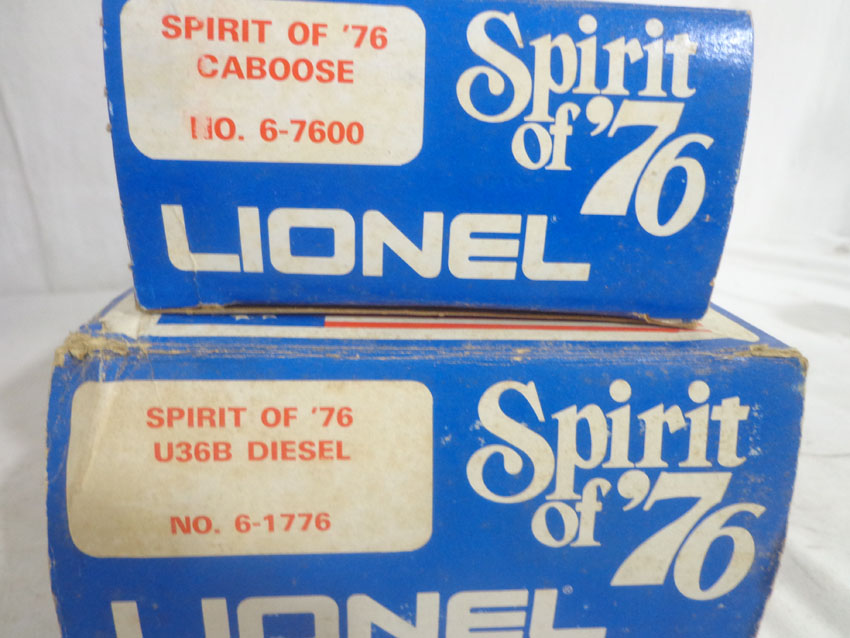 SPIRIT OF '76
CABOOSE
NO. 6-7600
Spirit
of '76
LIONEL
SPIRIT OF '76
U36B DIESEL
NO. 6-1776
Spirit
of '76
LIONEL®